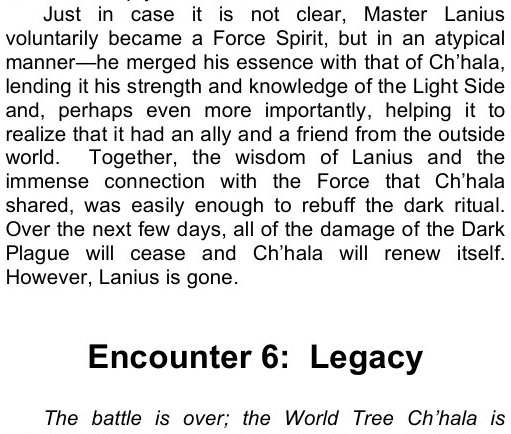 Just in case it is not clear, Master Lanius
voluntarily became a Force Spirit, but in an atypical
manner—he merged his essence with that of Ch’hala,
lending it his strength and knowledge of the Light Side
and, perhaps even more importantly, helping it to
realize that it had an ally and a friend from the outside
world.  Together, the wisdom of Lanius and the
immense connection with the Force that Ch’hala
shared, was easily enough to rebuff the dark ritual.
Over the next few days, all of the damage of the Dark
Plague will cease and Ch’hala will renew itself.
However, Lanius is gone.
Encounter 6:  Legacy
The battle is over; the World Tree Ch’hala is